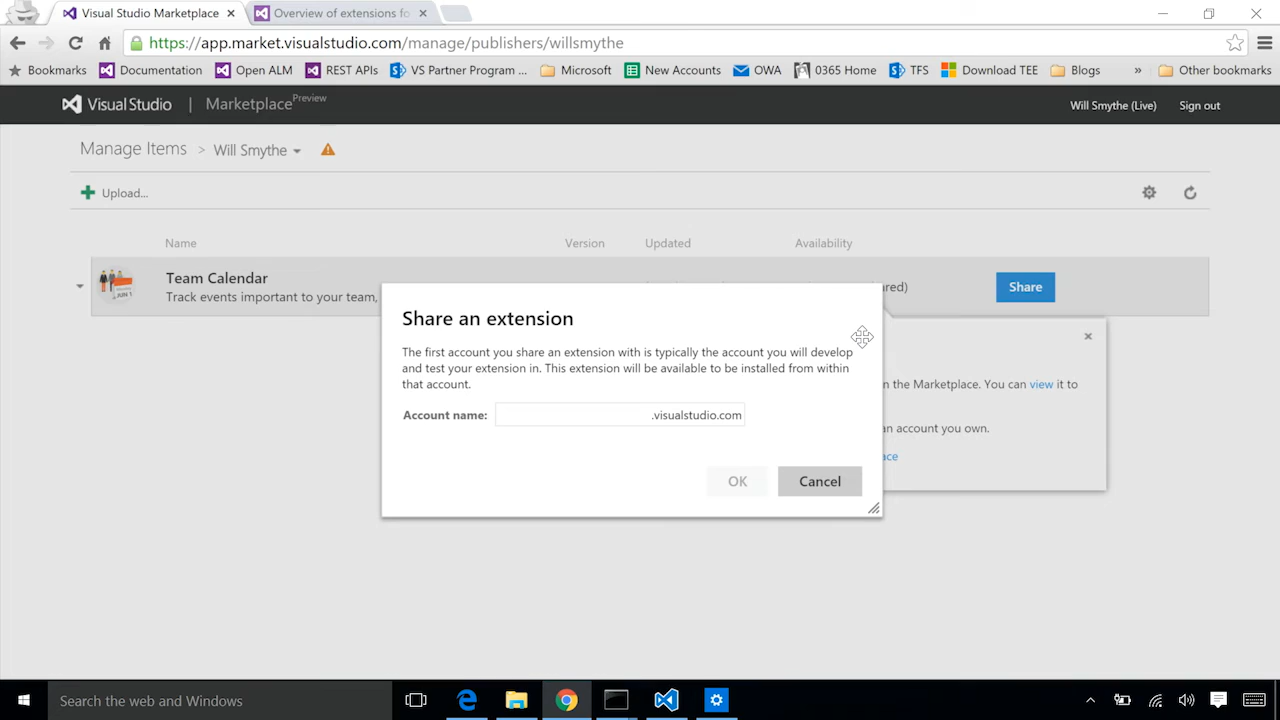 Visual Studio Marketplace
Overview of extensions fo
https://app.market.visualstudio.com/manage/publishers/willsmythe
Bookmarks
Documentation
Open ALM
REST APIs
VS Partner Program ...
Microsoft
New Accounts
OWA
O365 Home
TFS
Download TEE
Blogs
»
Other bookmarks
Visual Studio | Marketplace Preview
Will Smythe (Live)
Sign out
Manage Items > Will Smythe
Upload...
Name
Version
Updated
Availability
Team Calendar
Track events important to your team,
ared)
Share
JUN 1
Share an extension
The first account you share an extension with is typically the account you will develop
and test your extension in. This extension will be available to be installed from within
that account.
Account name:
.visualstudio.com
OK
Cancel
n the Marketplace. You can view it to
an account you own.
ace
Search the web and Windows